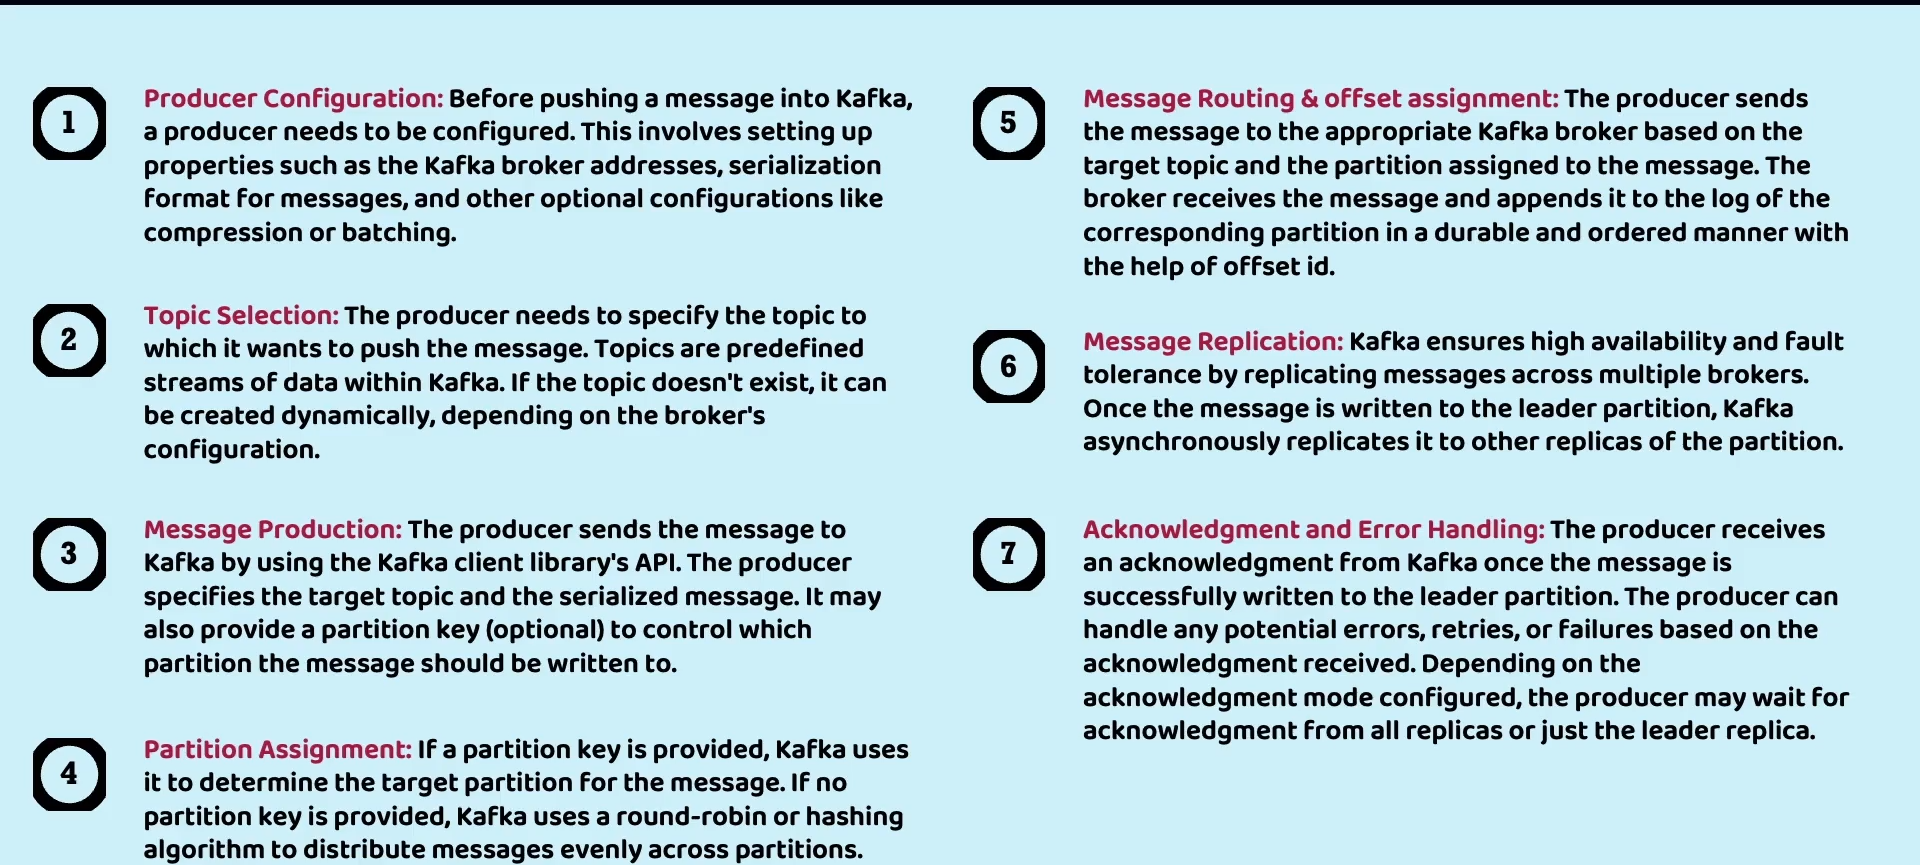 1
Producer Configuration: Before pushing a message into Kafka,
a producer needs to be configured. This involves setting up
properties such as the Kafka broker addresses, serialization
format for messages, and other optional configurations like
compression or batching.
2
Topic Selection: The producer needs to specify the topic to
which it wants to push the message. Topics are predefined
streams of data within Kafka. If the topic doesn't exist, it can
be created dynamically, depending on the broker's
configuration.
3
Message Production: The producer sends the message to
Kafka by using the Kafka client library's API. The producer
specifies the target topic and the serialized message. It may
also provide a partition key (optional) to control which
partition the message should be written to.
4
Partition Assignment: If a partition key is provided, Kafka uses
it to determine the target partition for the message. If no
partition key is provided, Kafka uses a round-robin or hashing
algorithm to distribute messages evenly across partitions.
5
Message Routing & offset assignment: The producer sends
the message to the appropriate Kafka broker based on the
target topic and the partition assigned to the message. The
broker receives the message and appends it to the log of the
corresponding partition in a durable and ordered manner with
the help of offset id.
6
Message Replication: Kafka ensures high availability and fault
tolerance by replicating messages across multiple brokers.
Once the message is written to the leader partition, Kafka
asynchronously replicates it to other replicas of the partition.
7
Acknowledgment and Error Handling: The producer receives
an acknowledgment from Kafka once the message is
successfully written to the leader partition. The producer can
handle any potential errors, retries, or failures based on the
acknowledgment received. Depending on the
acknowledgment mode configured, the producer may wait for
acknowledgment from all replicas or just the leader replica.